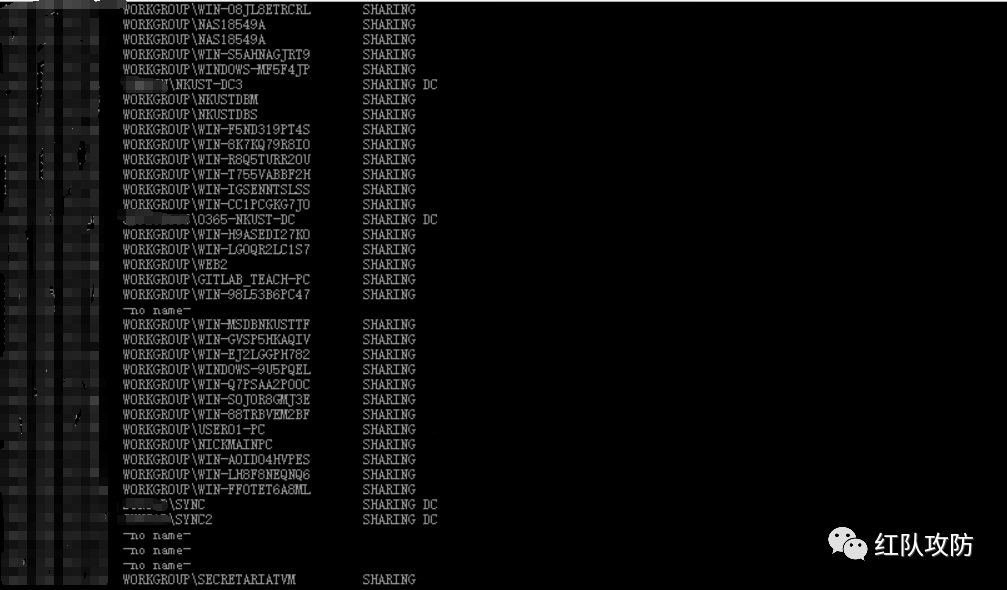 WORKGROUP\WIN-O8JL8ETRCRL SHARING
WORKGROUP\NAS18549A SHARING
WORKGROUP\NAS18549A SHARING
WORKGROUP\WIN-S5AHNAGJRT9 SHARING
WORKGROUP\WINDOWS-MF5F4JP SHARING
\NKUST-DC3 SHARING DC
WORKGROUP\NKUSTDBM SHARING
WORKGROUP\NKUSTDBS SHARING
WORKGROUP\WIN-F5ND319PT4S SHARING
WORKGROUP\WIN-8K7KQ79R8IO SHARING
WORKGROUP\WIN-R8Q5TURR2OU SHARING
WORKGROUP\WIN-T755VABBF2H SHARING
WORKGROUP\WIN-IGSENNTSLSS SHARING
WORKGROUP\WIN-CC1PCGKG7JO SHARING
\O365-NKUST-DC SHARING DC
WORKGROUP\WIN-H9ASEDI27KO SHARING
WORKGROUP\WIN-LGOQR2LC1S7 SHARING
WORKGROUP\WEB2 SHARING
WORKGROUP\GITLAB_TEACH-PC SHARING
WORKGROUP\WIN-98L53B6PC47 SHARING
-no name-
WORKGROUP\WIN-MSDBNKUSTTF SHARING
WORKGROUP\WIN-GVSP5HKAQIV SHARING
WORKGROUP\WIN-EJ2LGGPH782 SHARING
WORKGROUP\WINDOWS-9U5PQEL SHARING
WORKGROUP\WIN-Q7PSAA2POOC SHARING
WORKGROUP\WIN-SOJOR8GMJ3E SHARING
WORKGROUP\WIN-88TRBVEM2BF SHARING
WORKGROUP\USER01-PC SHARING
WORKGROUP\NICKMAINPC SHARING
WORKGROUP\WIN-AOIDO4HVPES SHARING
WORKGROUP\WIN-LH8F8NEQNQ6 SHARING
WORKGROUP\WIN-FFOTET6A8ML SHARING
\SYNC SHARING DC
\SYNC2 SHARING DC
-no name-
-no name-
-no name-
WORKGROUP\SECRETARIATVM SHARING
红队攻防